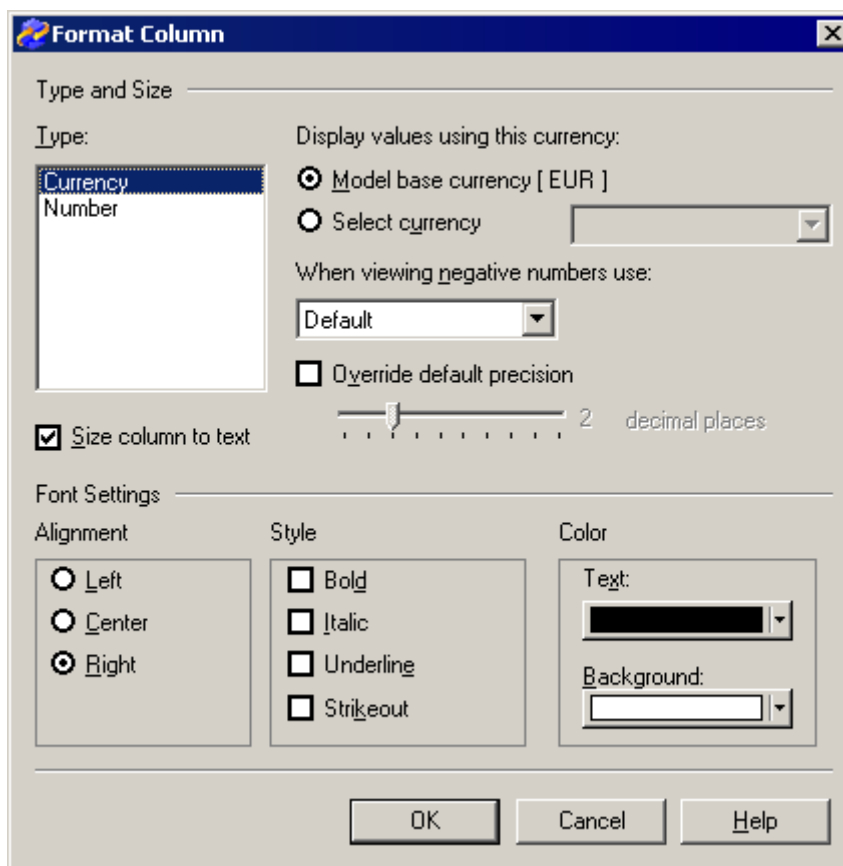 Format Column
Type and Size
Type:
Currency
Number
Display values using this currency:
Model base currency [ EUR ]
Select currency
When viewing negative numbers use:
Default
Override default precision
2 decimal places
Size column to text
Font Settings
Alignment
Left
Center
Right
Style
Bold
Italic
Underline
Strikeout
Color
Text:
Background:
OK Cancel Help